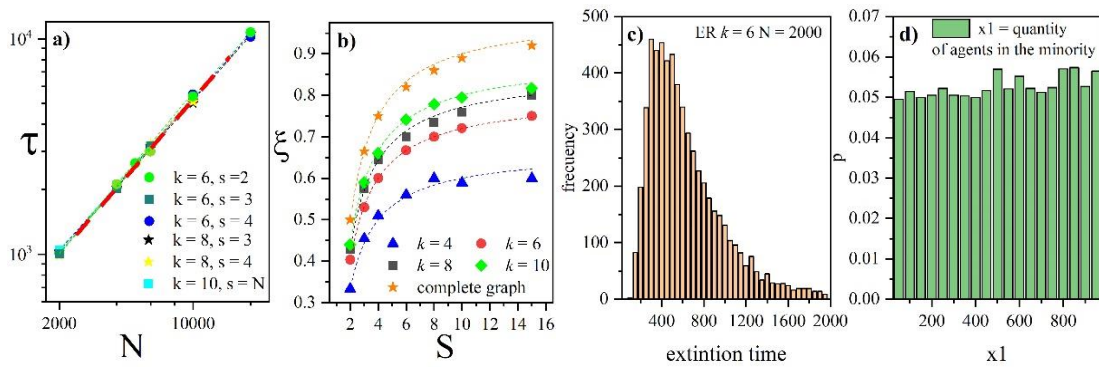 a)
τ
10^4
10^3
k = 6, s = 2
k = 6, s = 3
k = 6, s = 4
k = 8, s = 3
k = 8, s = 4
k = 10, s = N
2000
10000
N
b)
ξ
0.9
0.8
0.7
0.6
0.5
0.4
0.3
k = 4
k = 6
k = 8
k = 10
complete graph
2 4 6 8 10 12 14 16
S
c)
ER k = 6 N = 2000
frecuency
500
400
300
200
100
0
400 800 1200 1600 2000
extintion time
d)
x1 = quantity
of agents in the minority
p
0.07
0.06
0.05
0.04
0.03
0.02
0.01
0.00
200 400 600 800
x1